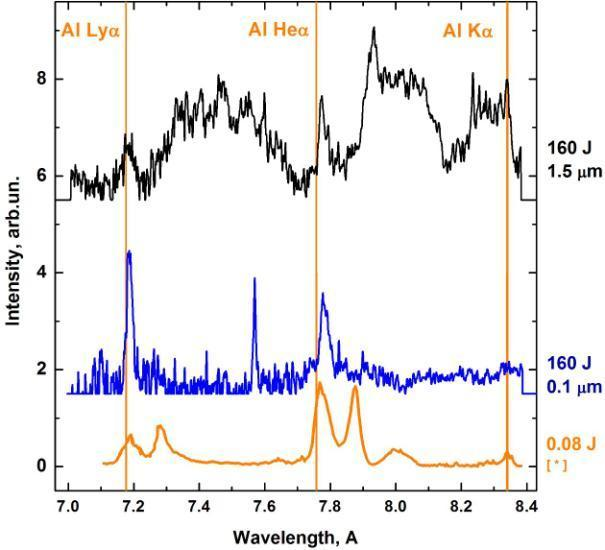 Al Lyα Al Heα Al Kα
8
160 J
1.5 μm
6
4
160 J
2
0.1 μm
0.08 J
0
[*]
7.0 7.2 7.4 7.6 7.8 8.0 8.2 8.4
Wavelength, A
Intensity, arb.un.